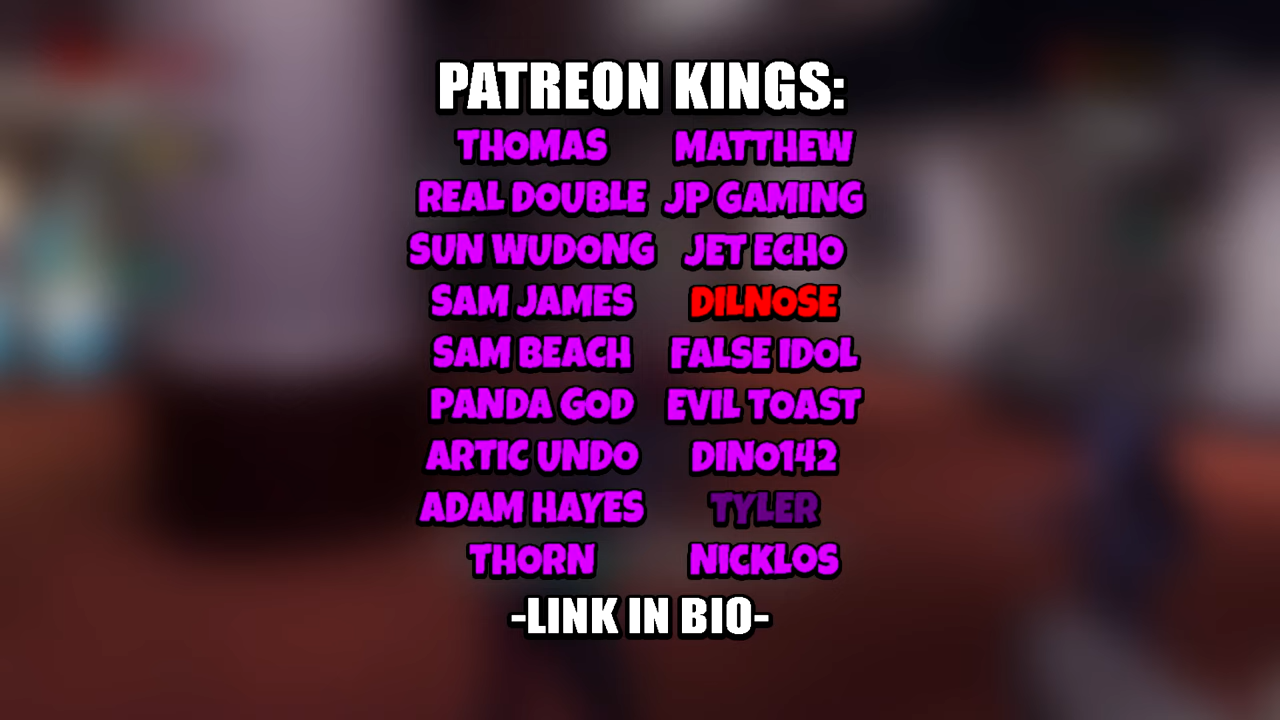 PATREON KINGS:
THOMAS MATTHEW
REAL DOUBLE JP GAMING
SUN WUDONG JET ECHO
SAM JAMES DILNOSE
SAM BEACH FALSE IDOL
PANDA GOD EVIL TOAST
ARTIC UNDO DINO142
ADAM HAYES TYLER
THORN NICKLOS
-LINK IN BIO-